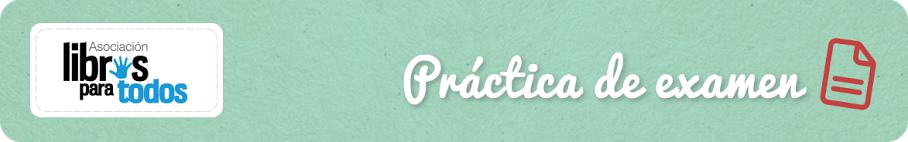 Asociación
libros
para todos
Práctica de examen